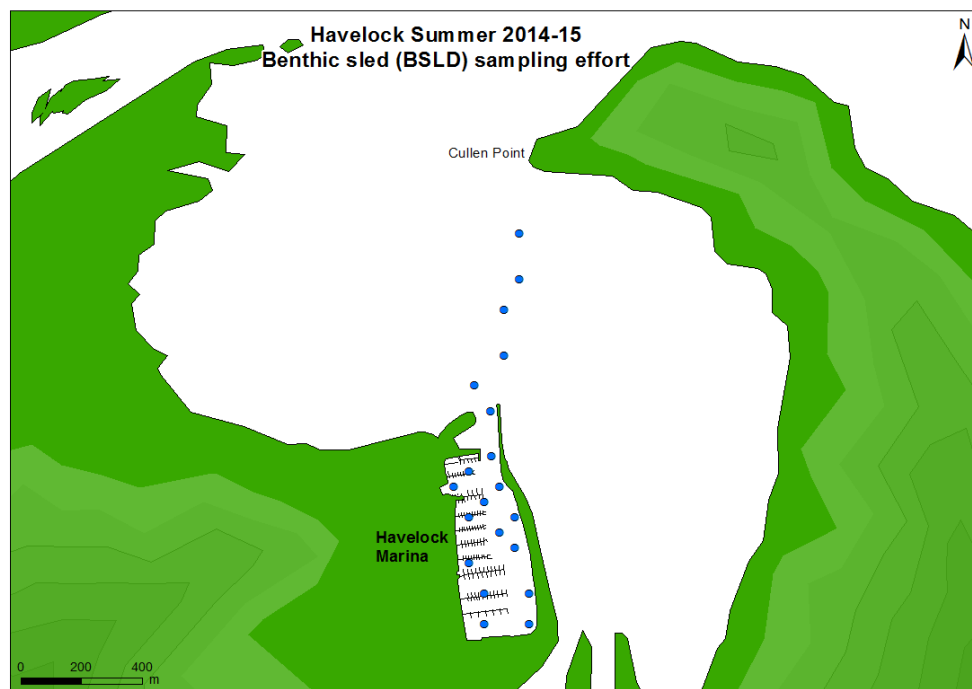 Havelock Summer 2014-15
Benthic sled (BSLD) sampling effort
N
Cullen Point
Havelock
Marina
0 200 400
m